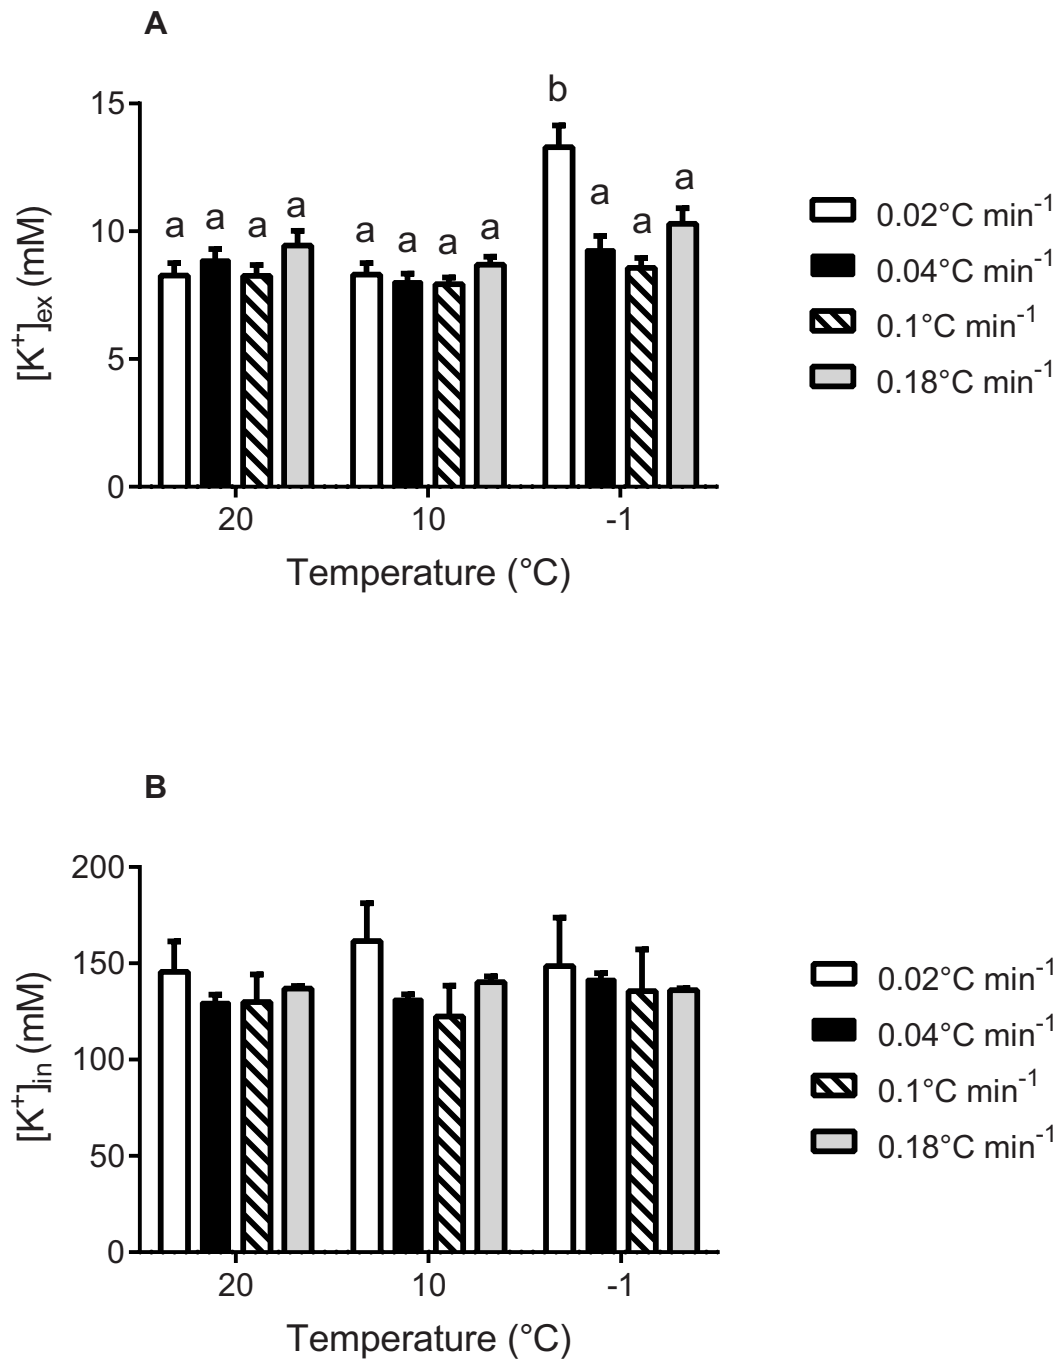 A
15
10
5
0
[K+]ex (mM)
b
a a a a a a a a a a a
20 10 -1
Temperature (°C)
0.02°C min-1
0.04°C min-1
0.1°C min-1
0.18°C min-1
B
200
150
100
50
0
[K+]in (mM)
20 10 -1
Temperature (°C)
0.02°C min-1
0.04°C min-1
0.1°C min-1
0.18°C min-1